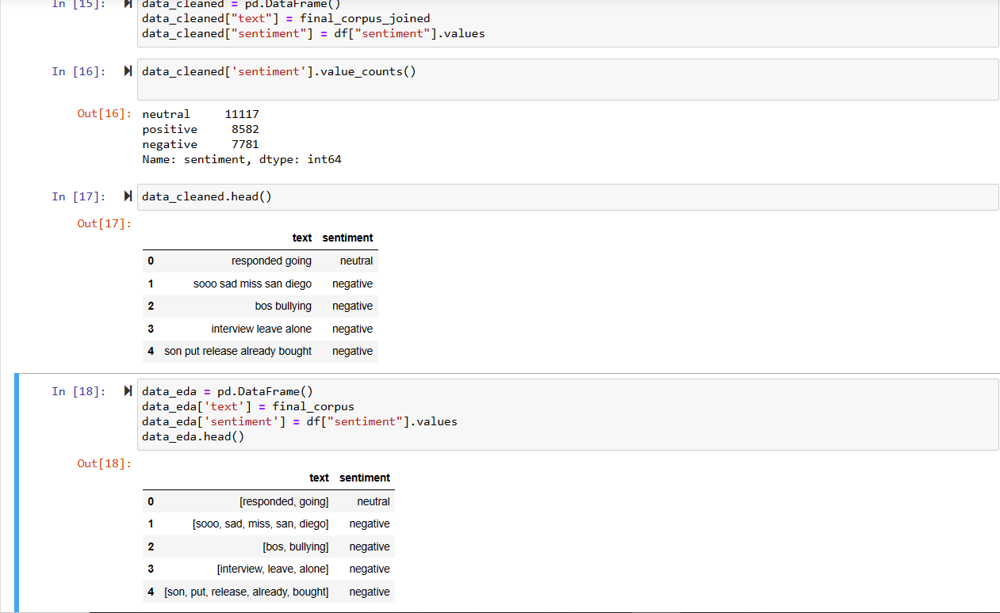 In [15]: data_cleaned = pd.DataFrame()
data_cleaned["text"] = final_corpus_joined
data_cleaned["sentiment"] = df["sentiment"].values
In [16]: data_cleaned['sentiment'].value_counts()
Out[16]: neutral     11117
positive     8582
negative     7781
Name: sentiment, dtype: int64
In [17]: data_cleaned.head()
Out[17]:
text sentiment
0 responded going neutral
1 sooo sad miss san diego negative
2 bos bullying negative
3 interview leave alone negative
4 son put release already bought negative
In [18]: data_eda = pd.DataFrame()
data_eda['text'] = final_corpus
data_eda['sentiment'] = df["sentiment"].values
data_eda.head()
Out[18]:
text sentiment
0 [responded, going] neutral
1 [sooo, sad, miss, san, diego] negative
2 [bos, bullying] negative
3 [interview, leave, alone] negative
4 [son, put, release, already, bought] negative